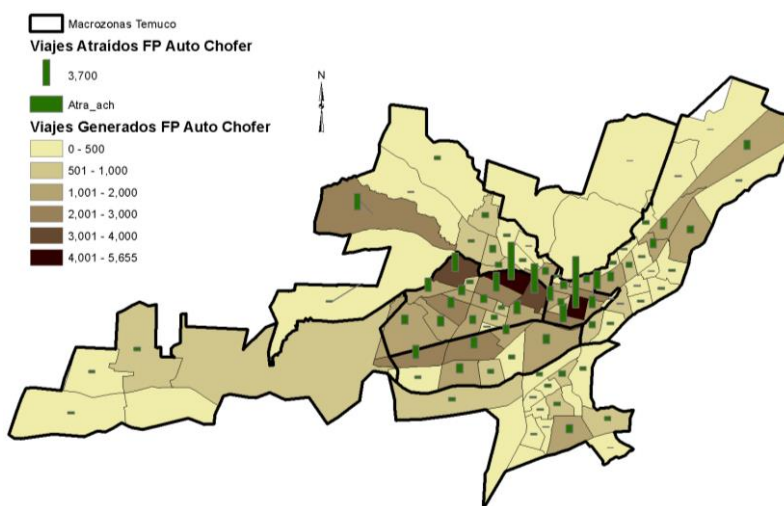 Macrozonas Temuco
Viajes Atraídos FP Auto Chofer
3,700
Atra_ach
Viajes Generados FP Auto Chofer
0 - 500
501 - 1,000
1,001 - 2,000
2,001 - 3,000
3,001 - 4,000
4,001 - 5,655
N